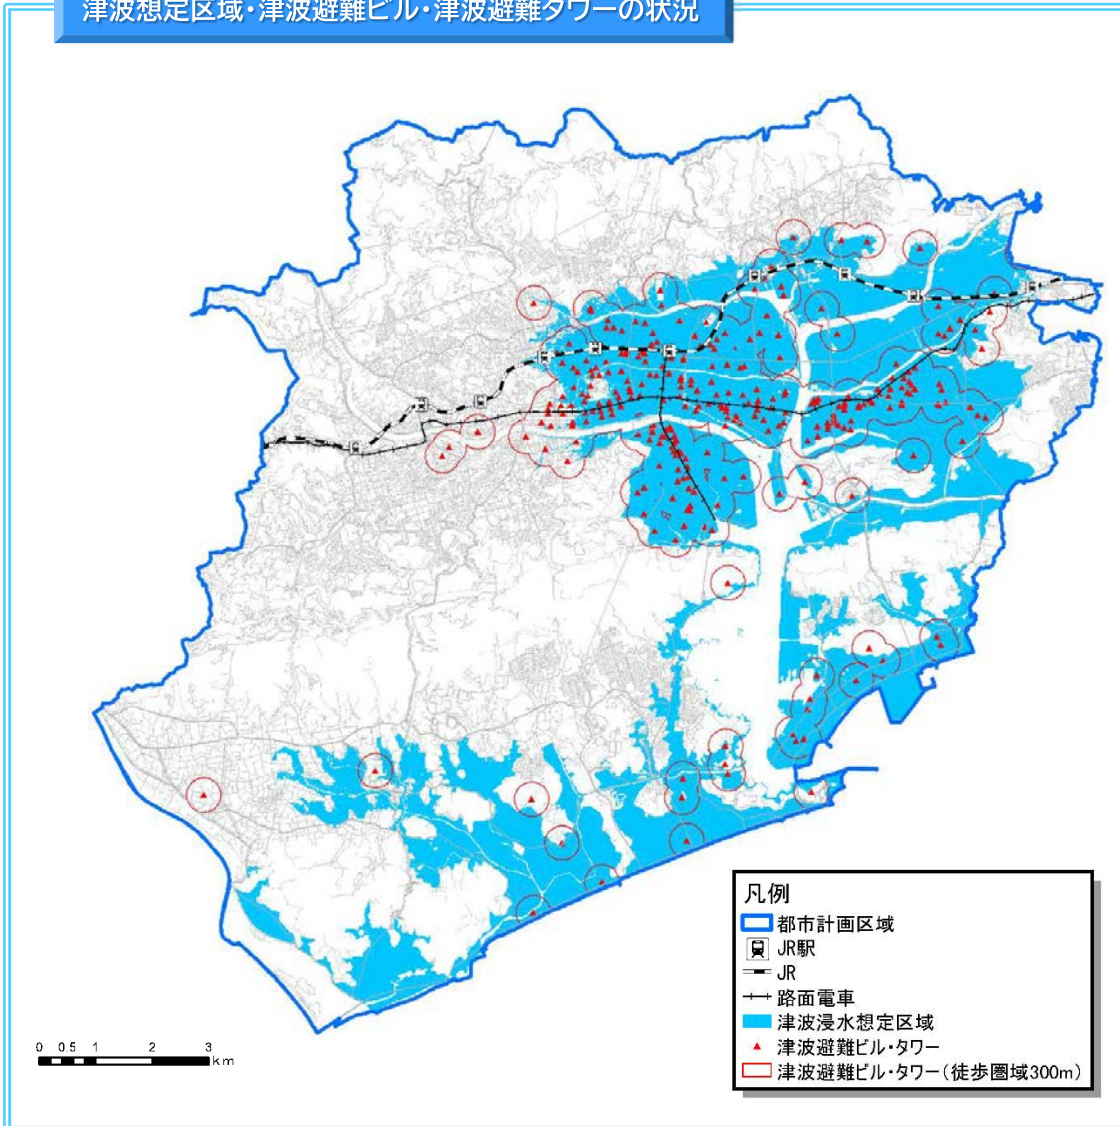 津波想定区域・津波避難ビル・津波避難タワーの状況
凡例
都市計画区域
JR駅
JR
路面電車
津波浸水想定区域
津波避難ビル・タワー
津波避難ビル・タワー(徒歩圏域300m)
0 0.5 1 2 3
km